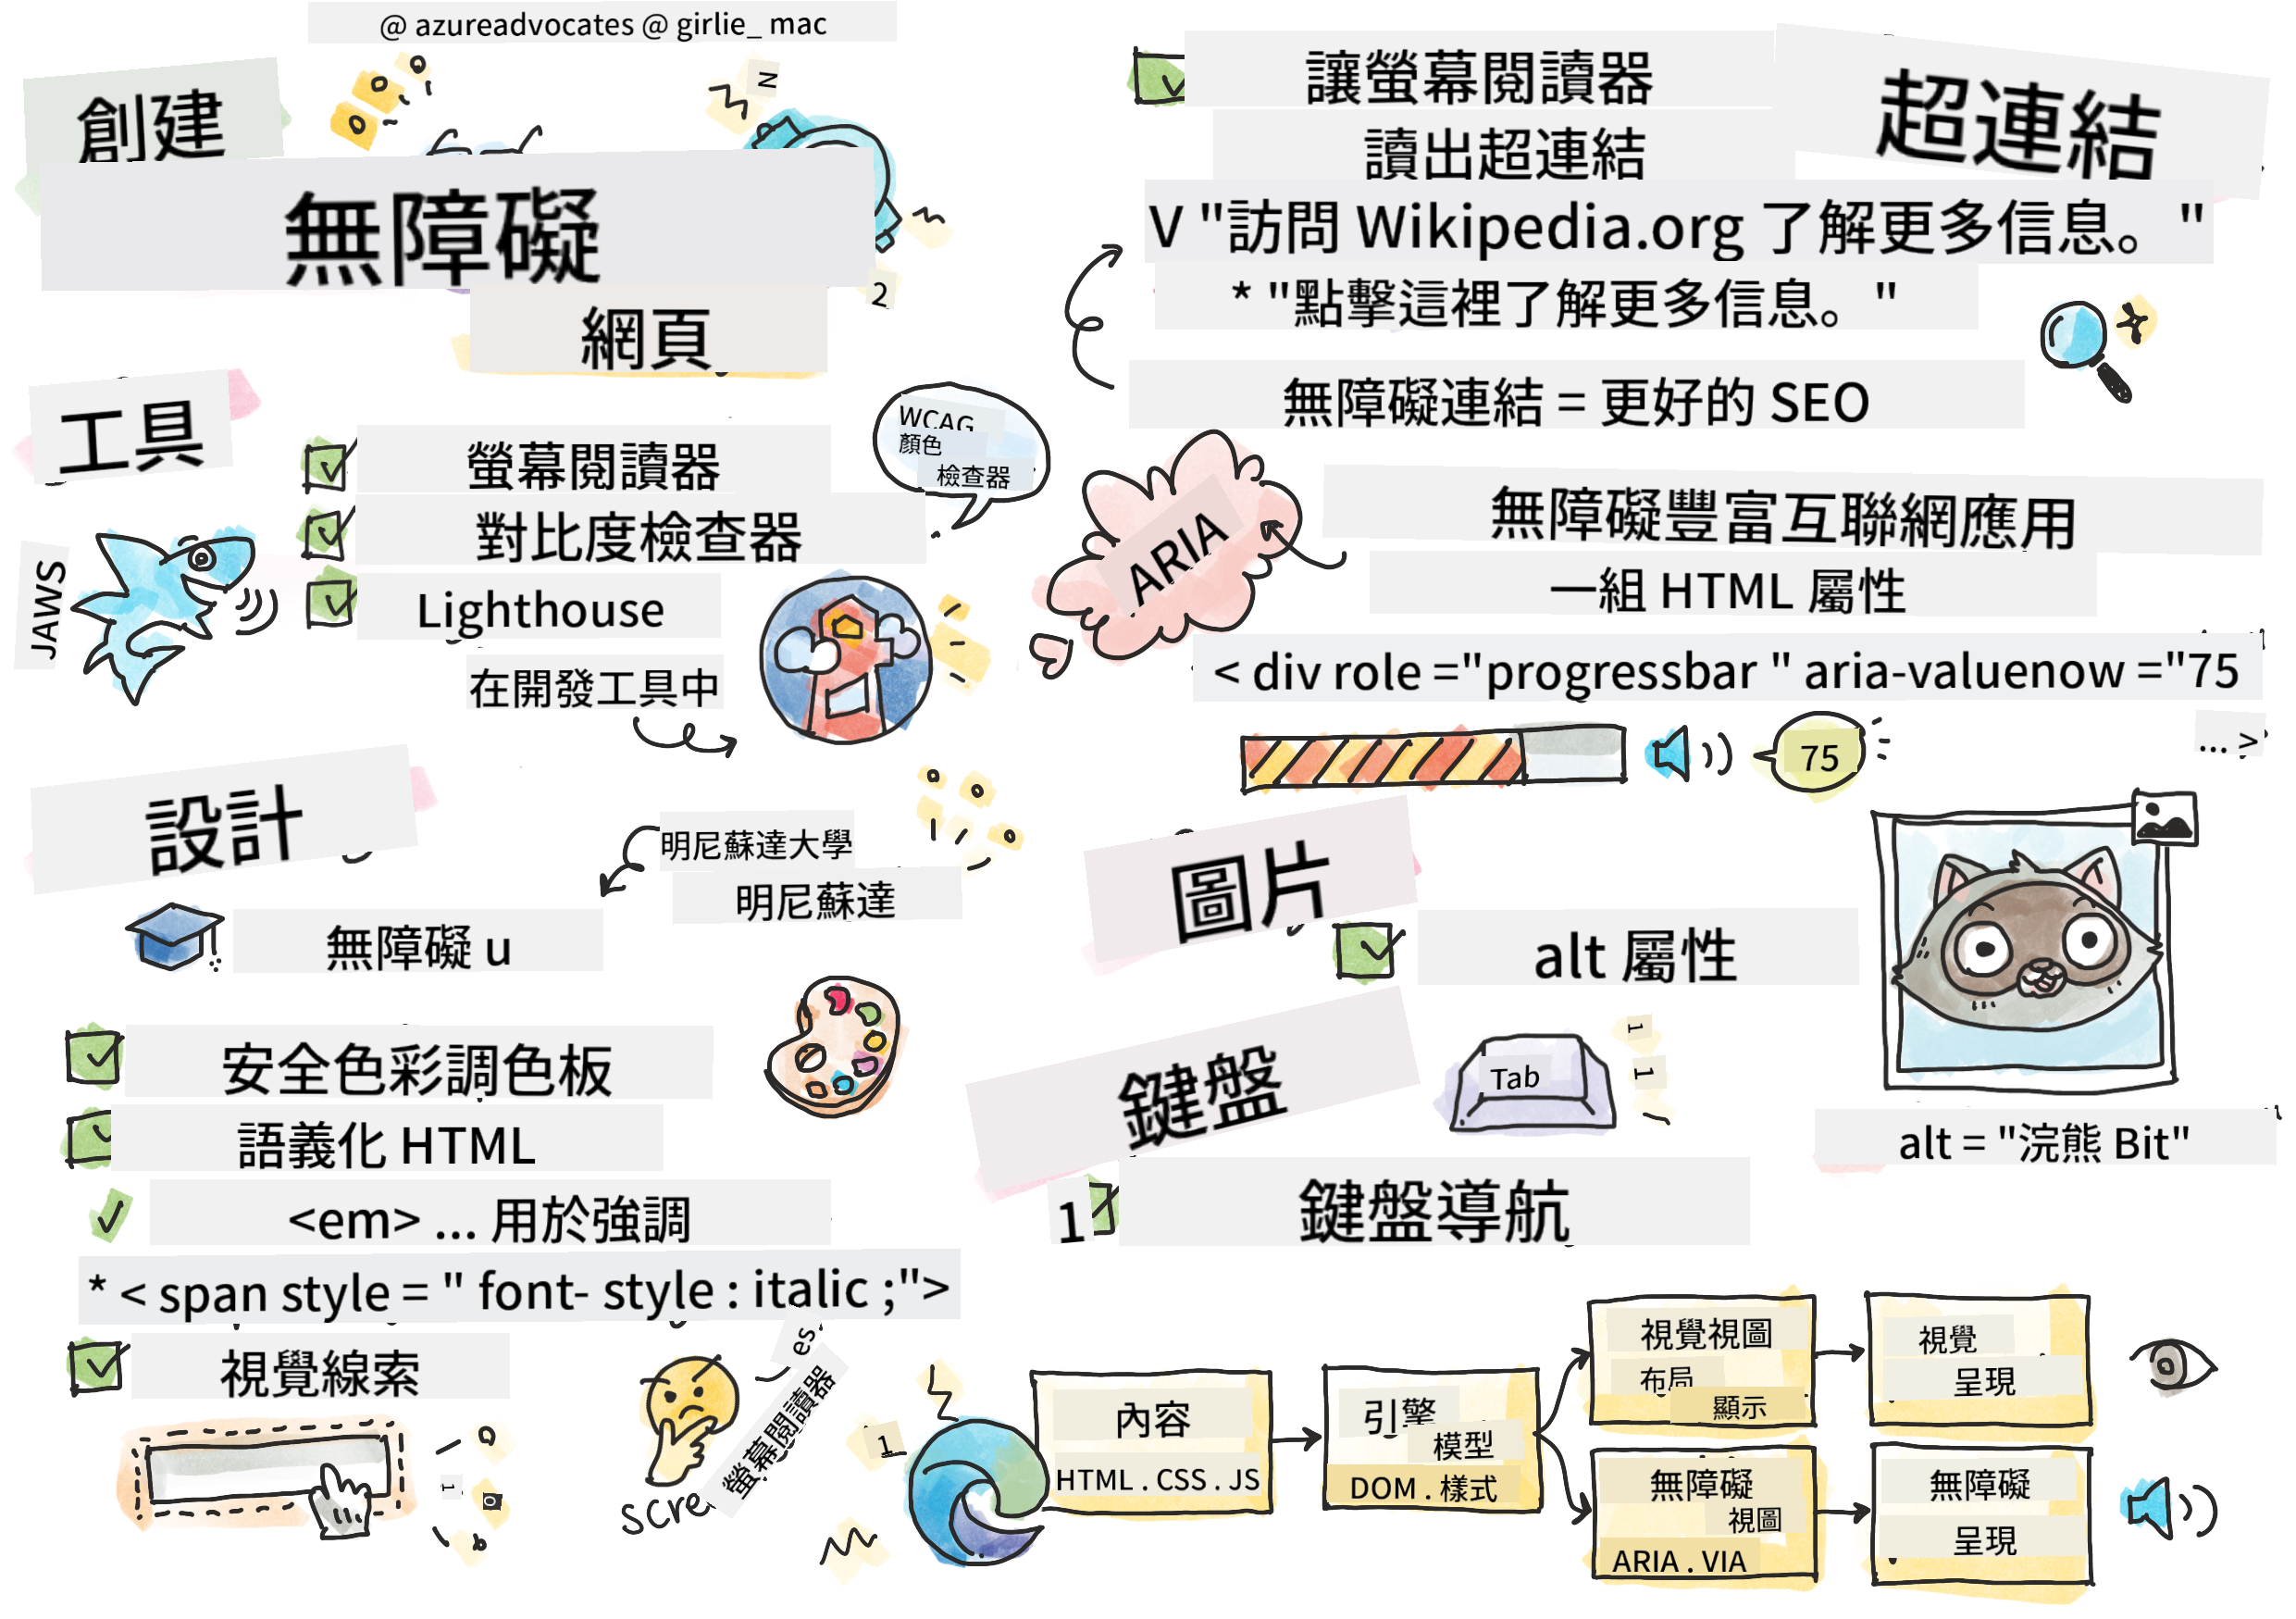 @ azureadvocates @ girlie_ mac
創建
無障礙
網頁
工具
螢幕閱讀器
對比度檢查器
Lighthouse
在開發工具中
JAWS
WCAG
顏色
檢查器
設計
明尼蘇達大學
明尼蘇達
無障礙 u
安全色彩調色板
語義化 HTML
<em> ... 用於強調
* < span style = " font- style : italic ;">
視覺線索
螢幕閱讀器
scre
es
讓螢幕閱讀器
讀出超連結
超連結
V "訪問 Wikipedia.org 了解更多信息。 "
* "點擊這裡了解更多信息。 "
無障礙連結 = 更好的 SEO
ARIA
無障礙豐富互聯網應用
一組 HTML 屬性
< div role ="progressbar " aria-valuenow ="75
... >
75
圖片
alt 屬性
alt = "浣熊 Bit"
鍵盤
Tab
1
鍵盤導航
內容
HTML . CSS . JS
引擎
模型
DOM . 樣式
視覺視圖
布局
顯示
視覺
呈現
無障礙
視圖
ARIA . VIA
無障礙
呈現